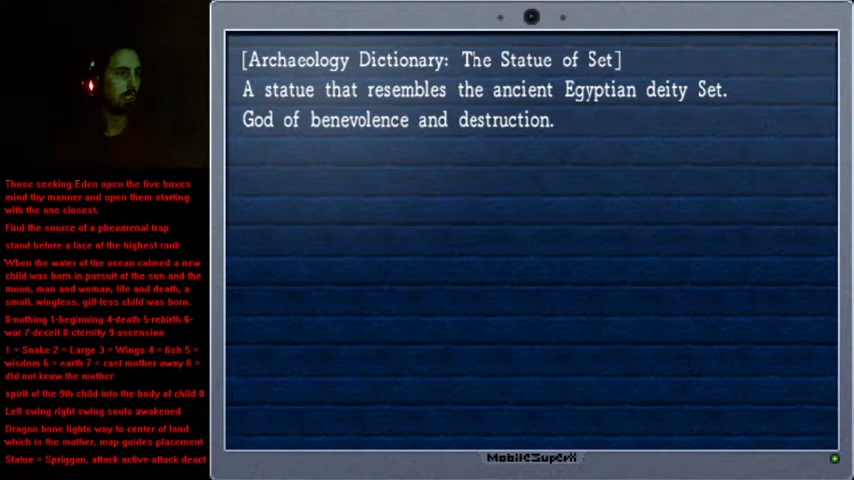 [Archaeology Dictionary: The Statue of Set]
A statue that resembles the ancient Egyptian deity Set.
God of benevolence and destruction.
Those seeking Eden open the five boxes
mind thy manner and open them starting
with the one closest.
Find the source of a pheomenal trap
stand before a face of the highest rank
When the water of the ocean calmed a new
child was born in pursuit of the sun and the
moon, man and woman, life and death, a
small, wingless, gill-less child was born.
0-nothing 1-beginning 4-death 5-rebirth 6-
war 7-deceit 8-eternity 9-ascension
1 = Snake 2 = Large 3 = Wings 4 = fish 5 =
wisdom 6 = earth 7 = cast mother away 8 =
did not know the mother
spirit of the 9th child into the body of child 0
Left swing right swing souls awakened
Dragon bone lights way to center of land
which is the mother, map guides placement
Statue = Spriggan, attack active attack deact
MobileSuperX